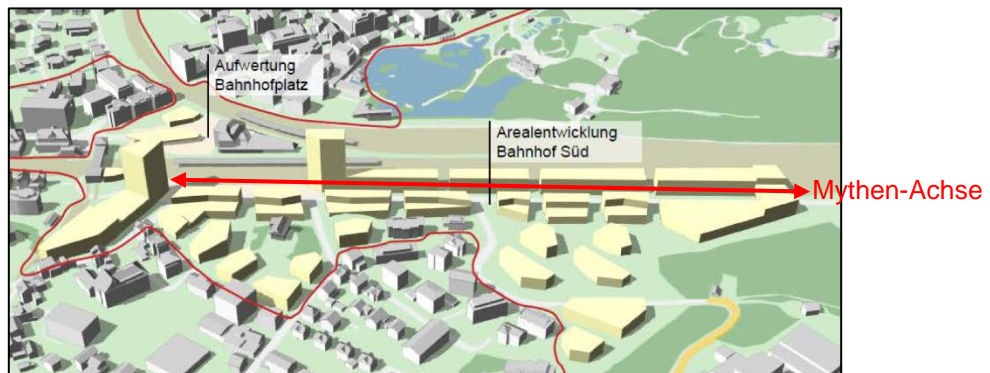 Aufwertung
Bahnhofplatz
Arealentwicklung
Bahnhof Süd
Mythen-Achse